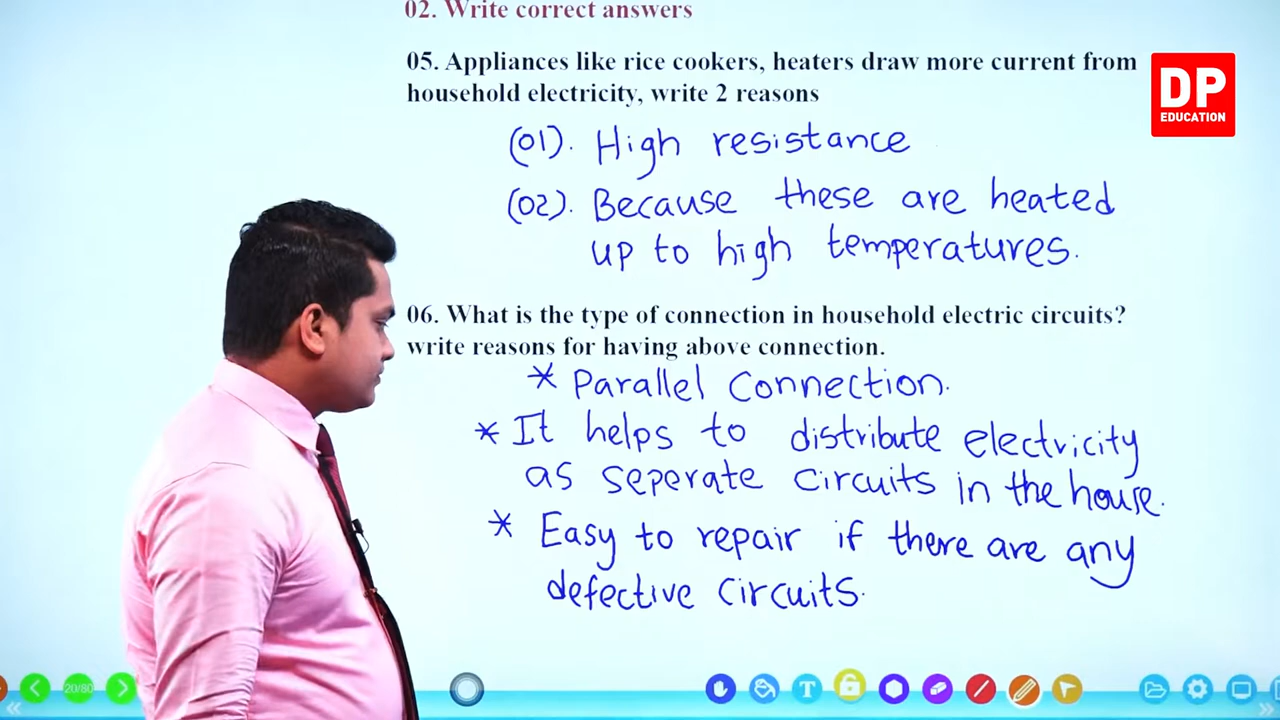 02. Write correct answers
05. Appliances like rice cookers, heaters draw more current from
household electricity, write 2 reasons
DP
EDUCATION
(01). High resistance
(02). Because these are heated
up to high temperatures.
06. What is the type of connection in household electric circuits?
write reasons for having above connection.
* Parallel Connection.
* It helps to distribute electricity
as seperate circuits in the house.
* Easy to repair if there are any
defective circuits.
20/80